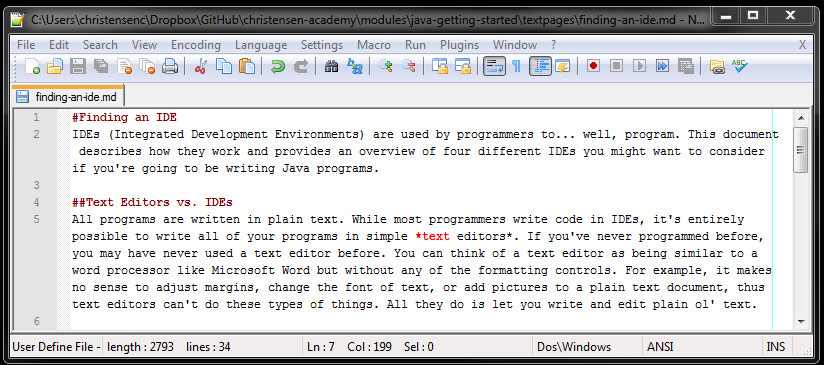 C:\Users\christensenc\Dropbox\GitHub\christensen-academy\modules\java-getting-started\textpages\finding-an-ide.md - N...
File Edit Search View Encoding Language Settings Macro Run Plugins Window ? X
finding-an-ide.md
1 #Finding an IDE
2 IDEs (Integrated Development Environments) are used by programmers to... well, program. This document
describes how they work and provides an overview of four different IDEs you might want to consider
if you're going to be writing Java programs.
3
4 ##Text Editors vs. IDEs
5 All programs are written in plain text. While most programmers write code in IDEs, it's entirely
possible to write all of your programs in simple *text editors*. If you've never programmed before,
you may have never used a text editor before. You can think of a text editor as being similar to a
word processor like Microsoft Word but without any of the formatting controls. For example, it makes
no sense to adjust margins, change the font of text, or add pictures to a plain text document, thus
text editors can't do these types of things. All they do is let you write and edit plain ol' text.
6
User Define File - length : 2793 lines : 34 Ln : 7 Col : 199 Sel : 0 Dos\Windows ANSI INS